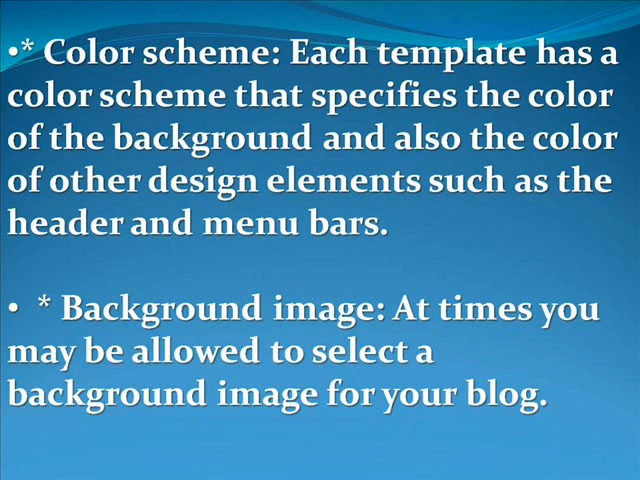 •* Color scheme: Each template has a
color scheme that specifies the color
of the background and also the color
of other design elements such as the
header and menu bars.
• * Background image: At times you
may be allowed to select a
background image for your blog.